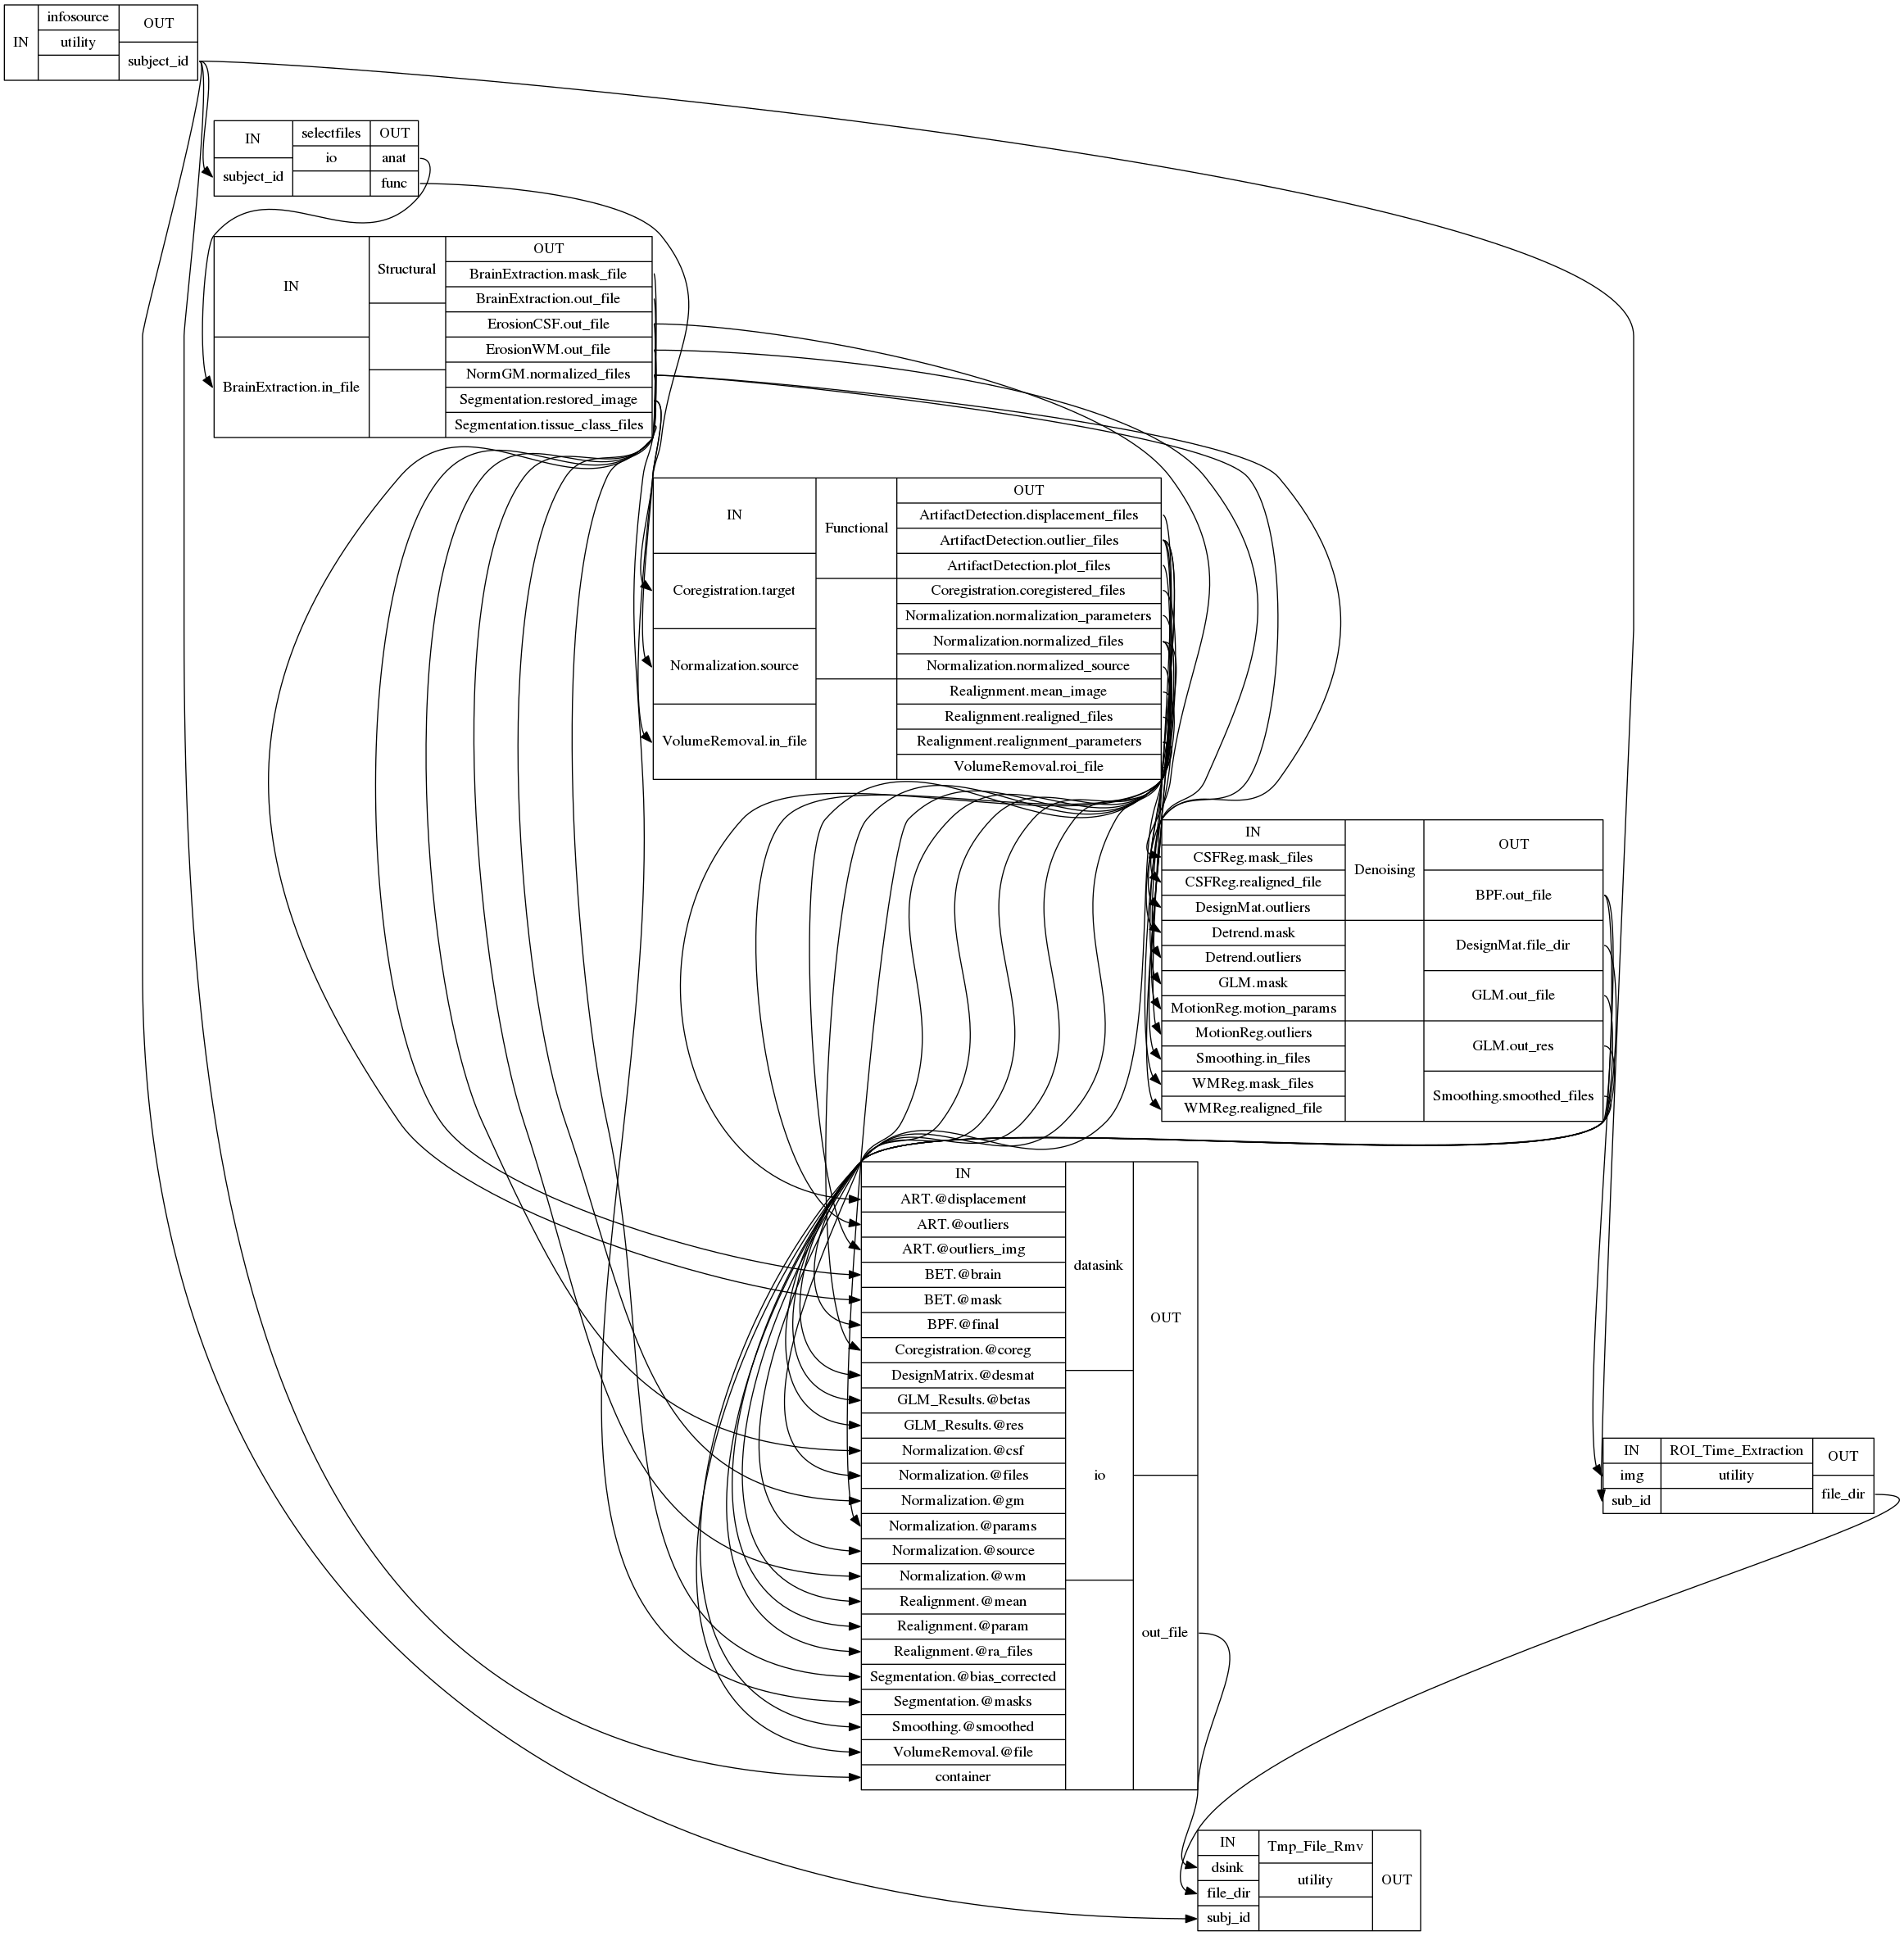 IN
infosource
utility
OUT
subject_id
IN
subject_id
selectfiles
io
OUT
anat
func
IN
BrainExtraction.in_file
Structural
OUT
BrainExtraction.mask_file
BrainExtraction.out_file
ErosionCSF.out_file
ErosionWM.out_file
NormGM.normalized_files
Segmentation.restored_image
Segmentation.tissue_class_files
IN
Coregistration.target
Normalization.source
VolumeRemoval.in_file
Functional
OUT
ArtifactDetection.displacement_files
ArtifactDetection.outlier_files
ArtifactDetection.plot_files
Coregistration.coregistered_files
Normalization.normalization_parameters
Normalization.normalized_files
Normalization.normalized_source
Realignment.mean_image
Realignment.realigned_files
Realignment.realignment_parameters
VolumeRemoval.roi_file
IN
CSFReg.mask_files
CSFReg.realigned_file
DesignMat.outliers
Detrend.mask
Detrend.outliers
GLM.mask
MotionReg.motion_params
MotionReg.outliers
Smoothing.in_files
WMReg.mask_files
WMReg.realigned_file
Denoising
OUT
BPF.out_file
DesignMat.file_dir
GLM.out_file
GLM.out_res
Smoothing.smoothed_files
IN
ART.@displacement
ART.@outliers
ART.@outliers_img
BET.@brain
BET.@mask
BPF.@final
Coregistration.@coreg
DesignMatrix.@desmat
GLM_Results.@betas
GLM_Results.@res
Normalization.@csf
Normalization.@files
Normalization.@gm
Normalization.@params
Normalization.@source
Normalization.@wm
Realignment.@mean
Realignment.@param
Realignment.@ra_files
Segmentation.@bias_corrected
Segmentation.@masks
Smoothing.@smoothed
VolumeRemoval.@file
container
datasink
io
OUT
out_file
IN
img
sub_id
ROI_Time_Extraction
utility
OUT
file_dir
IN
dsink
file_dir
subj_id
Tmp_File_Rmv
utility
OUT